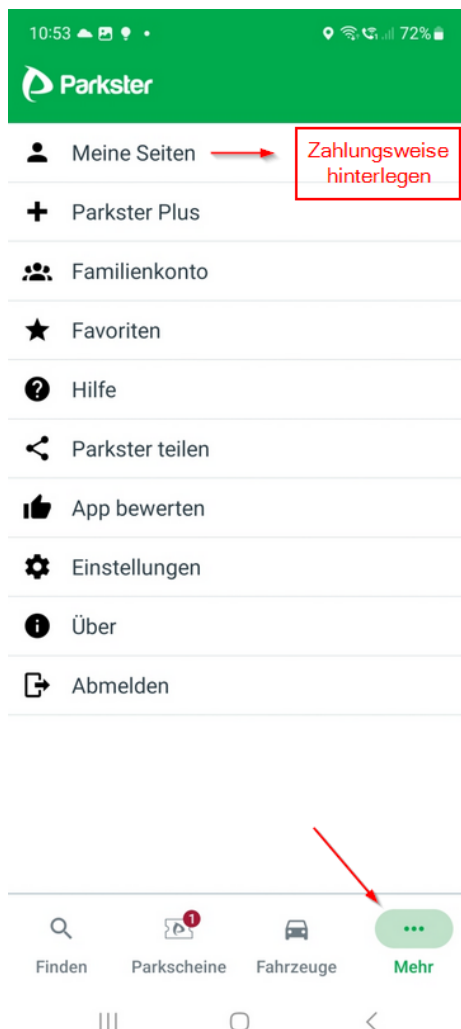 10:53
72%
Parkster
Meine Seiten
Zahlungsweise
hinterlegen
Parkster Plus
Familienkonto
Favoriten
Hilfe
Parkster teilen
App bewerten
Einstellungen
Über
Abmelden
1
Finden Parkscheine Fahrzeuge Mehr